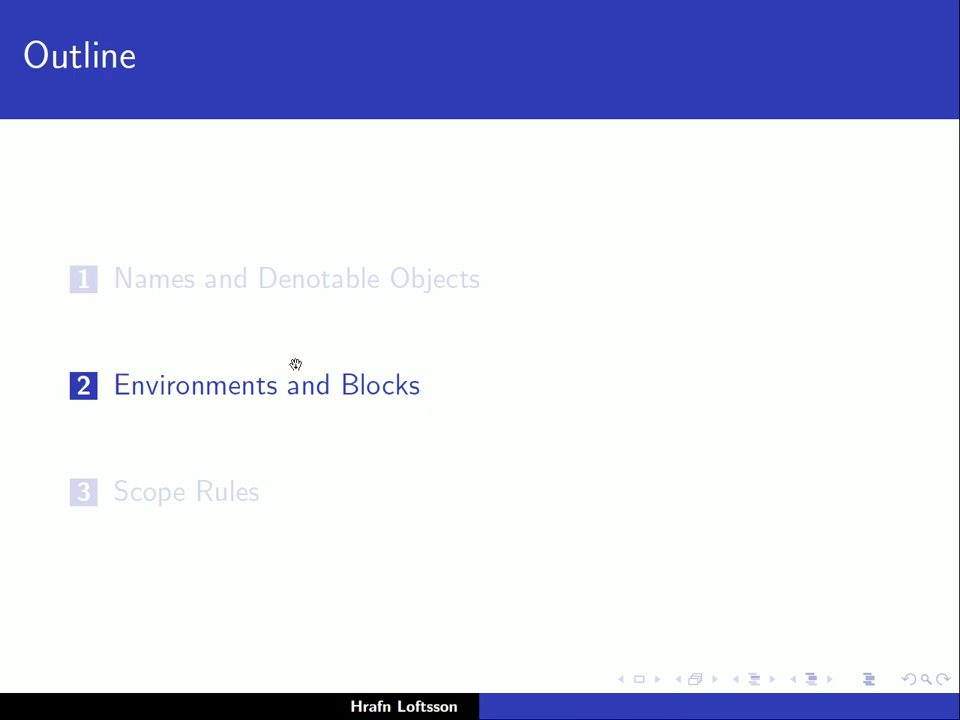 Outline
1 Names and Denotable Objects
2 Environments and Blocks
3 Scope Rules
Hrafn Loftsson